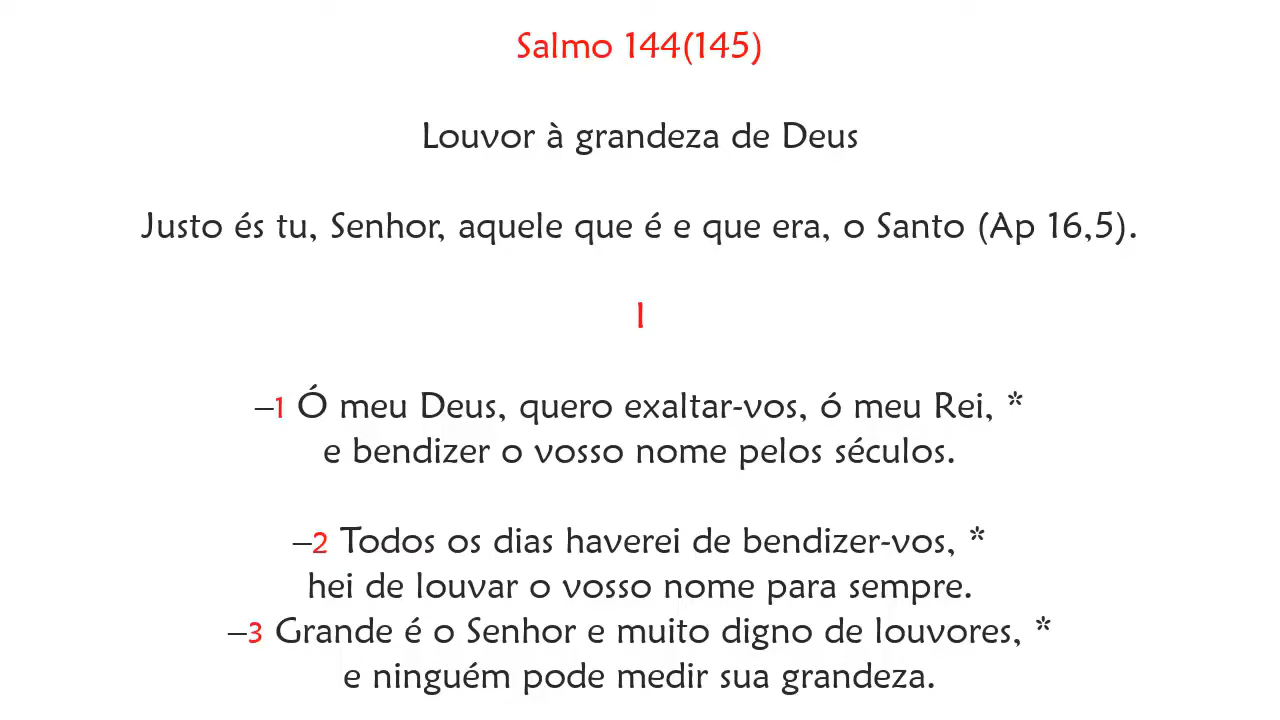 Salmo 144(145)
Louvor à grandeza de Deus
Justo és tu, Senhor, aquele que é e que era, o Santo (Ap 16,5).
I
–1 Ó meu Deus, quero exaltar-vos, ó meu Rei, *
e bendizer o vosso nome pelos séculos.
–2 Todos os dias haverei de bendizer-vos, *
hei de louvar o vosso nome para sempre.
–3 Grande é o Senhor e muito digno de louvores, *
e ninguém pode medir sua grandeza.